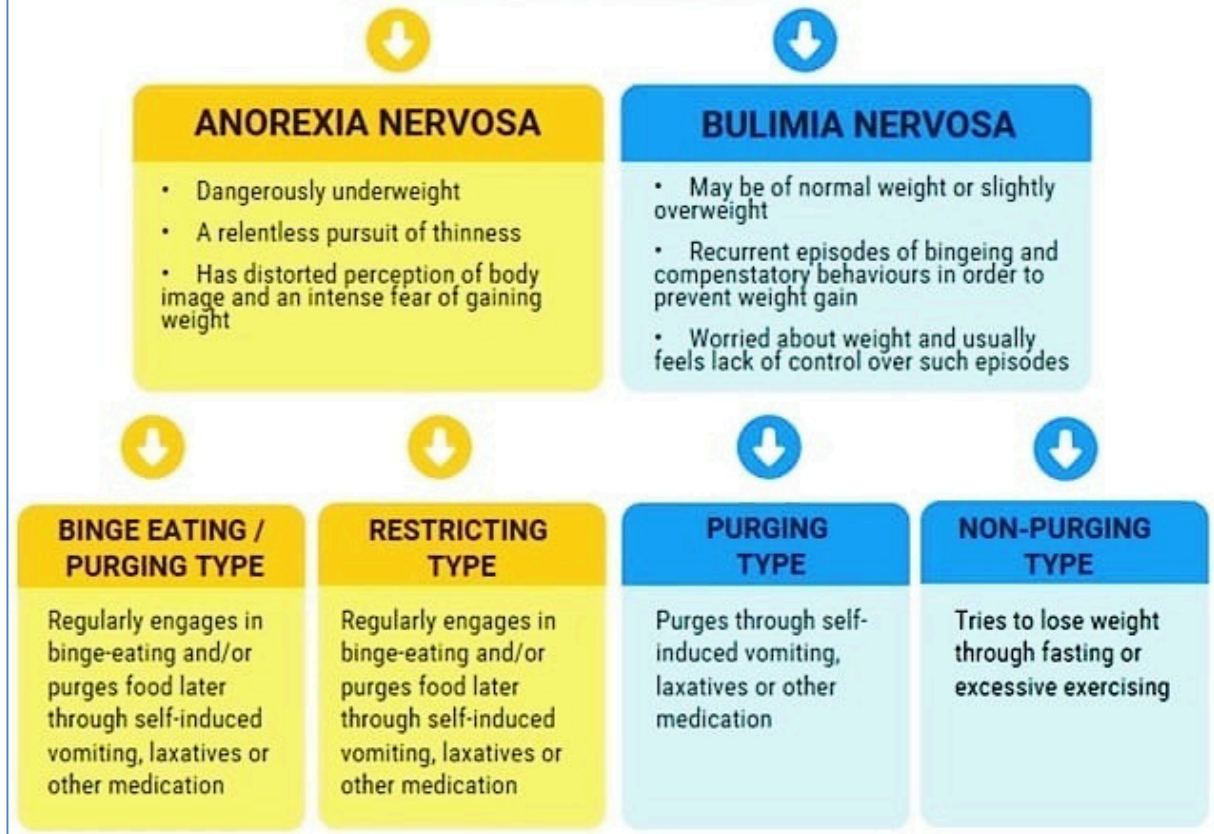 ANOREXIA NERVOSA
• Dangerously underweight
• A relentless pursuit of thinness
• Has distorted perception of body
image and an intense fear of gaining
weight
BULIMIA NERVOSA
• May be of normal weight or slightly
overweight
• Recurrent episodes of bingeing and
compenstatory behaviours in order to
prevent weight gain
• Worried about weight and usually
feels lack of control over such episodes
BINGE EATING /
PURGING TYPE
Regularly engages in
binge-eating and/or
purges food later
through self-induced
vomiting, laxatives or
other medication
RESTRICTING
TYPE
Regularly engages in
binge-eating and/or
purges food later
through self-induced
vomiting, laxatives or
other medication
PURGING
TYPE
Purges through self-
induced vomiting,
laxatives or other
medication
NON-PURGING
TYPE
Tries to lose weight
through fasting or
excessive exercising